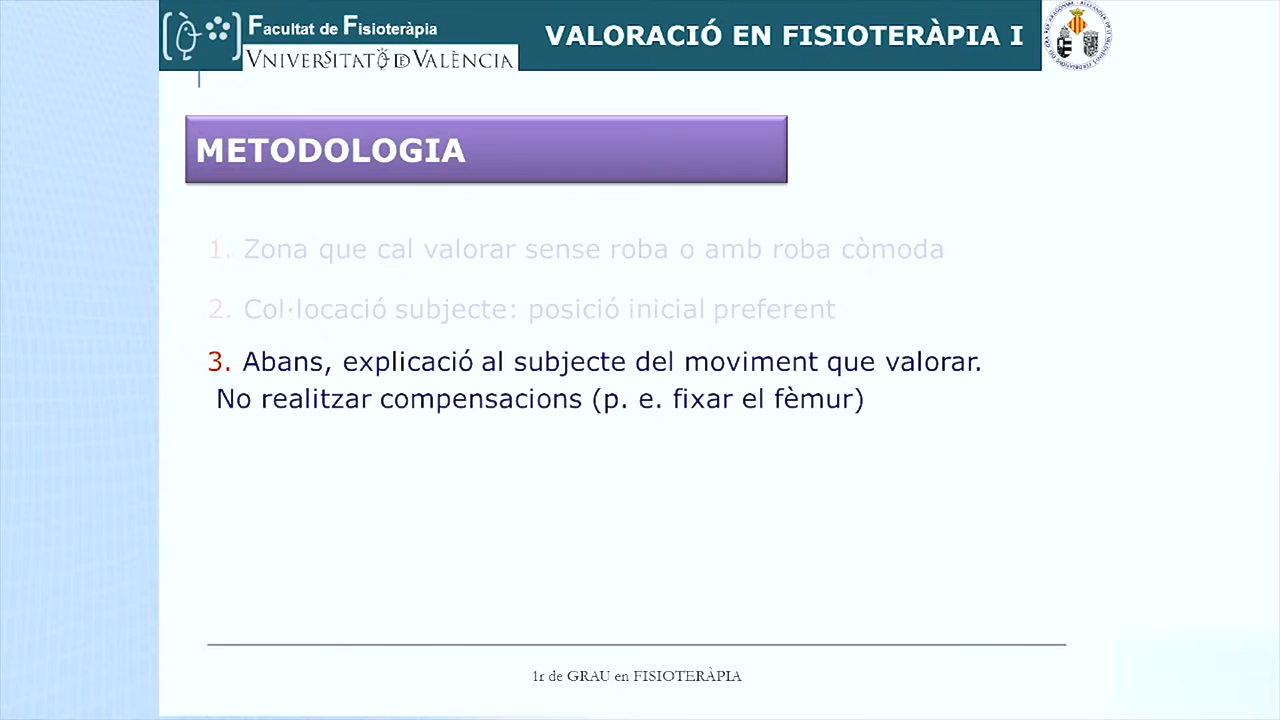 Facultat de Fisioteràpia
VNIVERSITAT DE VALÈNCIA
VALORACIÓ EN FISIOTERÀPIA I
METODOLOGIA
1. Zona que cal valorar sense roba o amb roba còmoda
2. Col·locació subjecte: posició inicial preferent
3. Abans, explicació al subjecte del moviment que valorar.
No realitzar compensacions (p. e. fixar el fèmur)
1r de GRAU en FISIOTERÀPIA